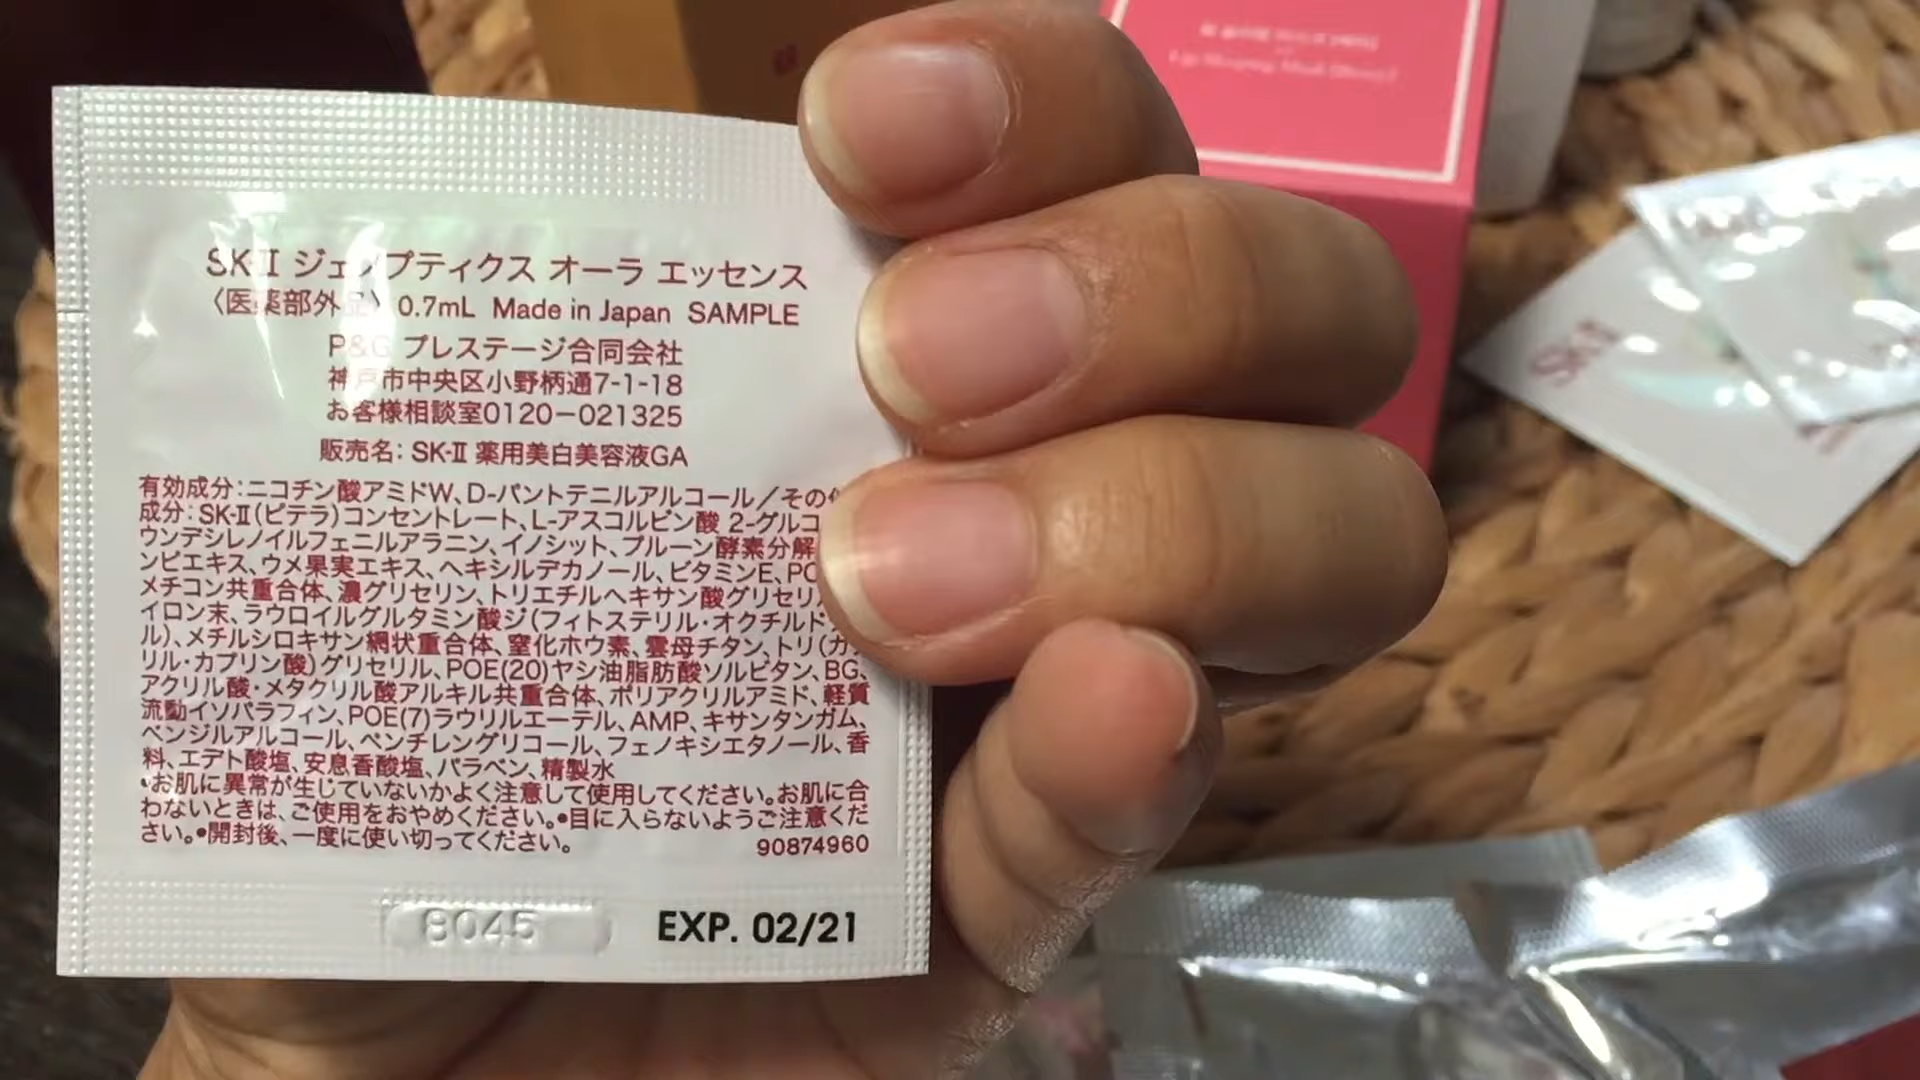 SK-II ジェノプティクス オーラ エッセンス
〈医薬部外品〉 0.7mL Made in Japan SAMPLE
P&G プレステージ合同会社
神戸市中央区小野柄通7-1-18
お客様相談室0120-021325
販売名: SK-II 薬用美白美容液GA
有効成分:ニコチン酸アミドW、D-パントテニルアルコール/その
成分:SK-II(ピテラ)コンセントレート、L-アスコルビン酸 2-グルコ
ウンデシレノイルフェニルアラニン、イノシット、プルーン酵素分解
ンピエキス、ウメ果実エキス、ヘキシルデカノール、ビタミンE、PO
メチコン共重合体、濃グリセリン、トリエチルヘキサン酸グリセリ
イロン末、ラウロイルグルタミン酸ジ(フィトステリル・オクチルド
ル)、メチルシロキサン網状重合体、窒化ホウ素、雲母チタン、トリ(カ
リル・カプリン酸)グリセリル、POE(20)ヤシ油脂肪酸ソルビタン、BG、
アクリル酸・メタクリル酸アルキル共重合体、ポリアクリルアミド、軽質
流動イソパラフィン、POE(7)ラウリルエーテル、AMP、キサンタンガム、
ベンジルアルコール、ペンチレングリコール、フェノキシエタノール、香
料、エデト酸塩、安息香酸塩、パラベン、精製水
•お肌に異常が生じていないかよく注意して使用してください。お肌に合
わないときは、ご使用をおやめください。•目に入らないようご注意くだ
さい。•開封後、一度に使い切ってください。
90874960
8045
EXP. 02/21
SK-II